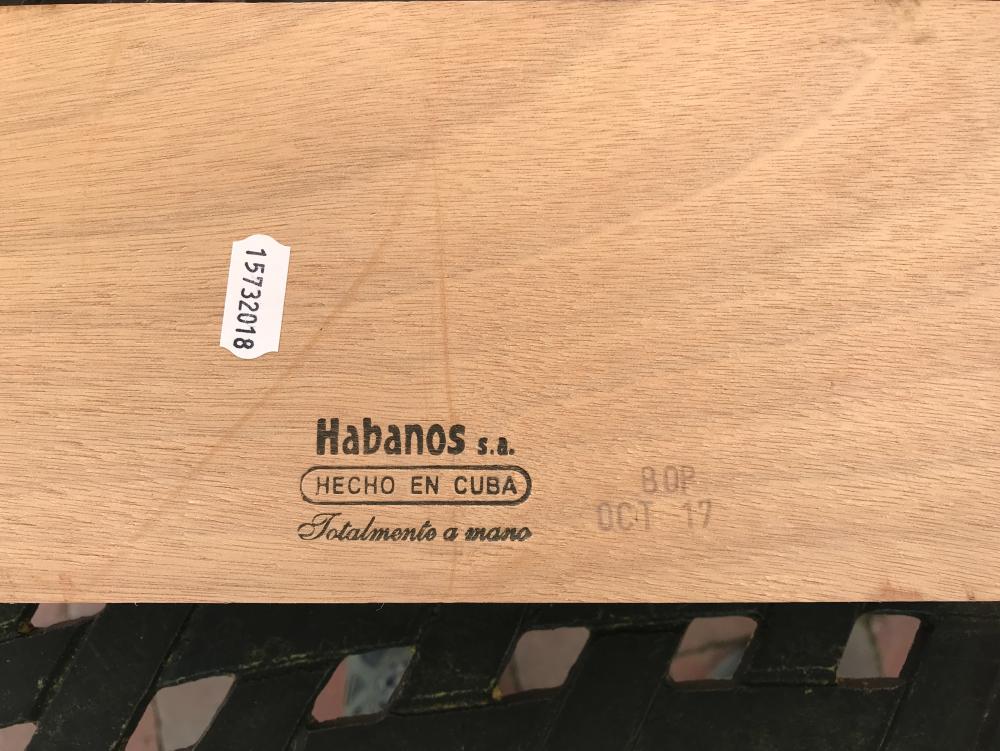 15732018
Habanos s.a.
HECHO EN CUBA
Totalmente a mano
BOP
OCT 17